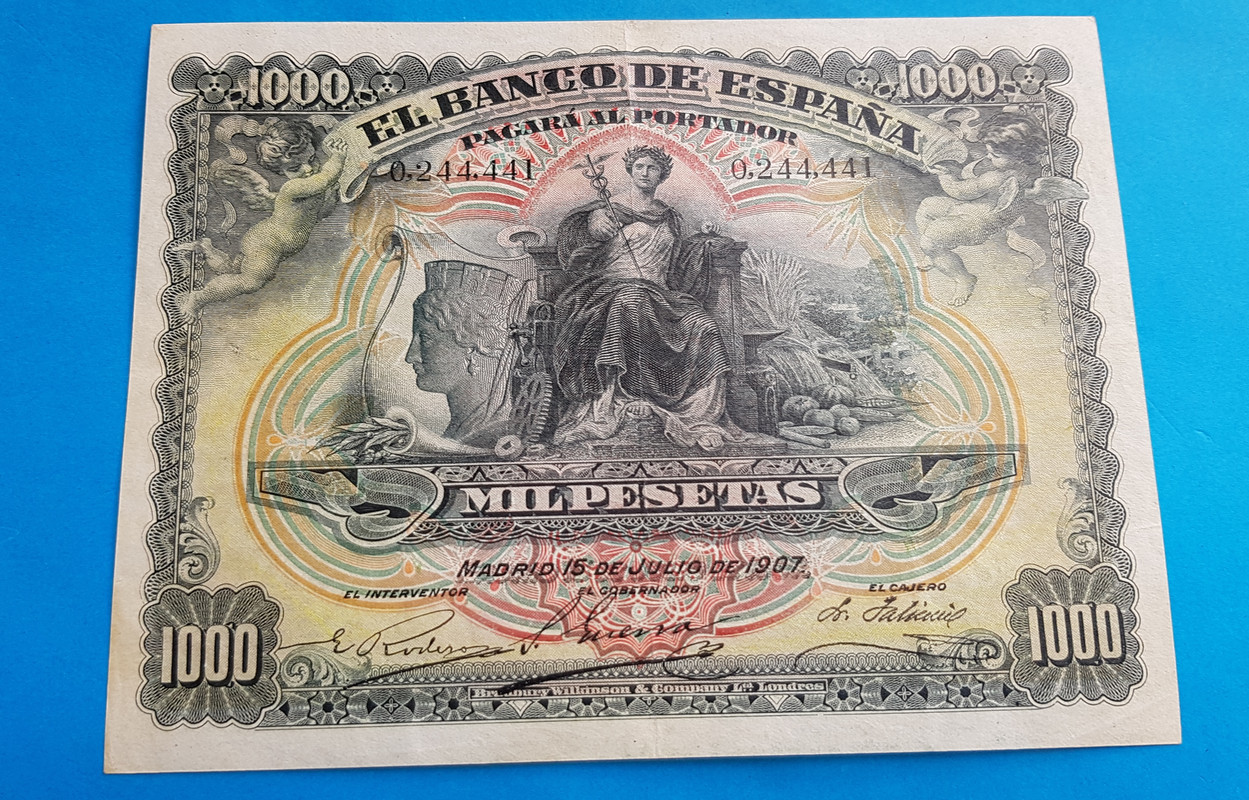 1000 1000
EL BANCO DE ESPAÑA
PAGARÁ AL PORTADOR
0,244,441 0,244,441
MIL PESETAS
MADRID 15 DE JULIO DE 1907.
EL INTERVENTOR EL GOBERNADOR EL CAJERO
E Rodero
1000 1000
Bradbury Wilkinson & Company Ld. Londres